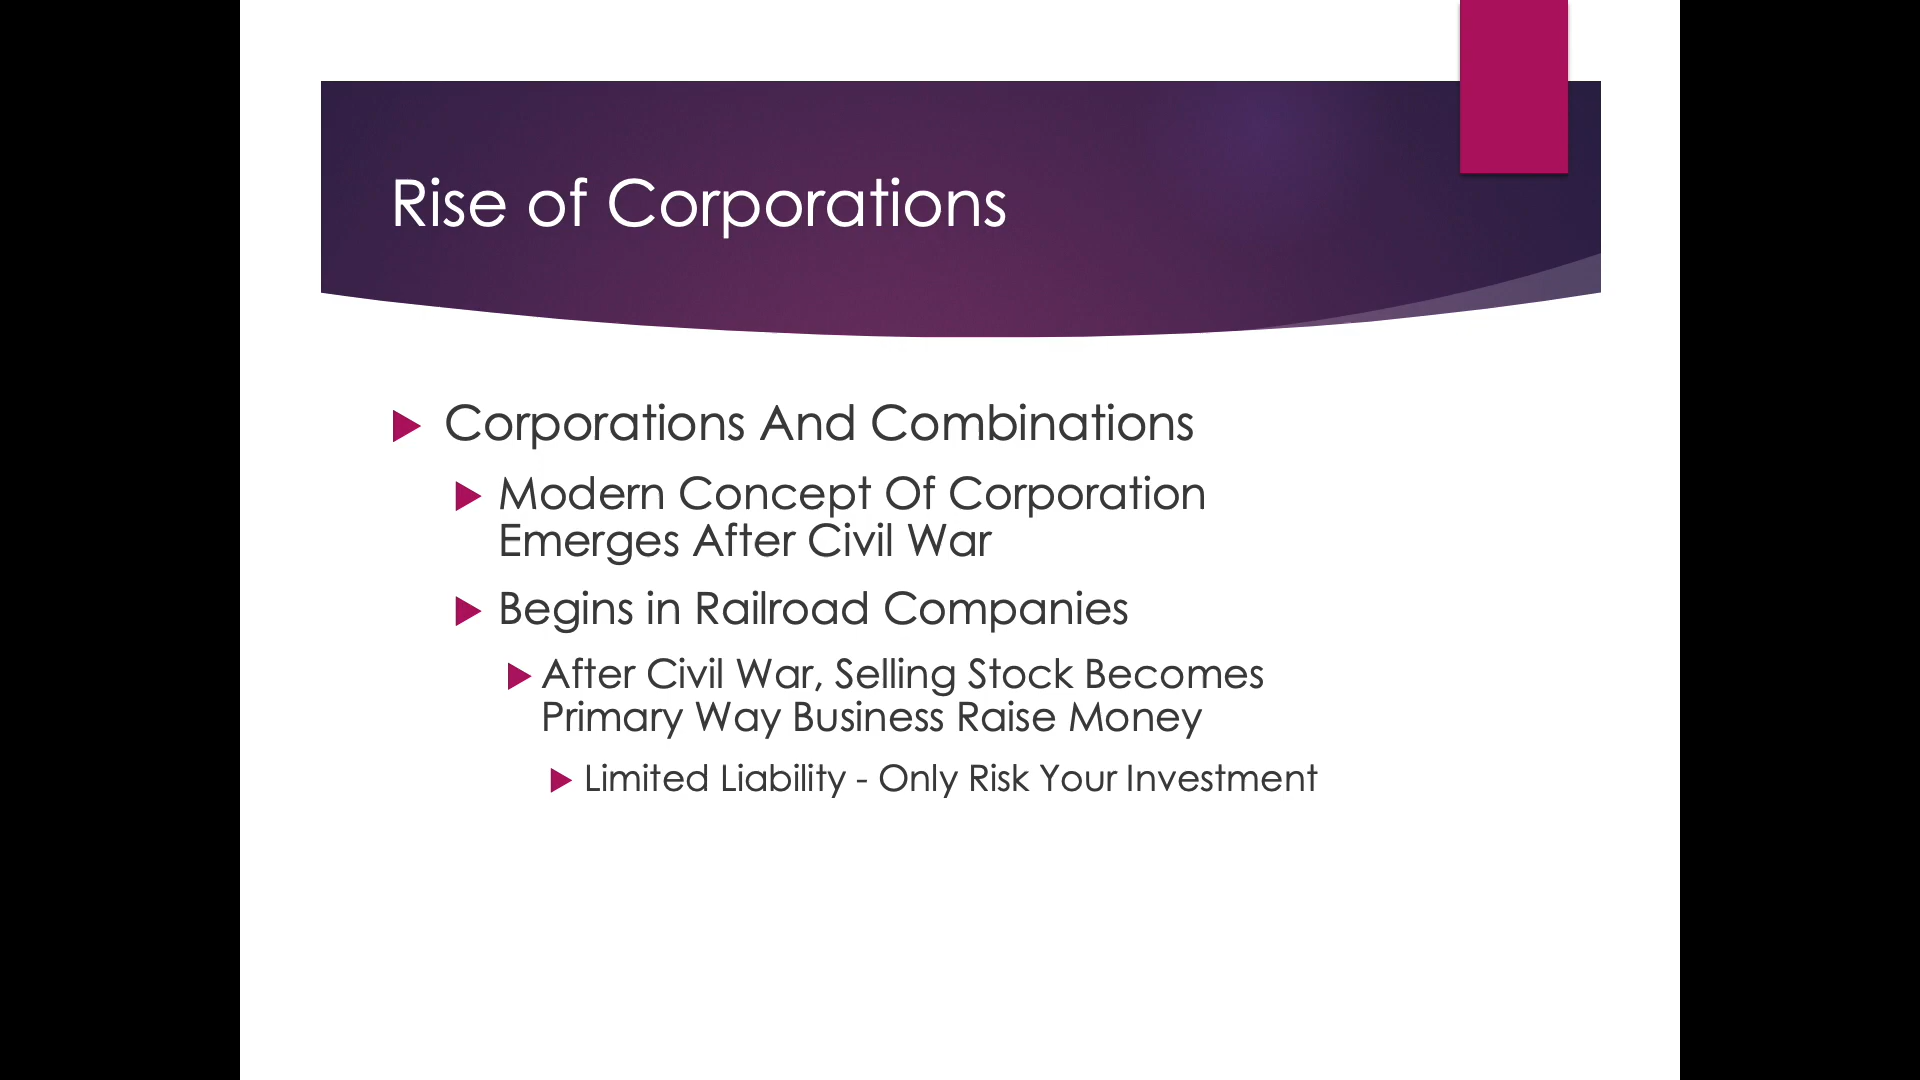 Rise of Corporations
Corporations And Combinations
Modern Concept Of Corporation
Emerges After Civil War
Begins in Railroad Companies
After Civil War, Selling Stock Becomes
Primary Way Business Raise Money
Limited Liability - Only Risk Your Investment